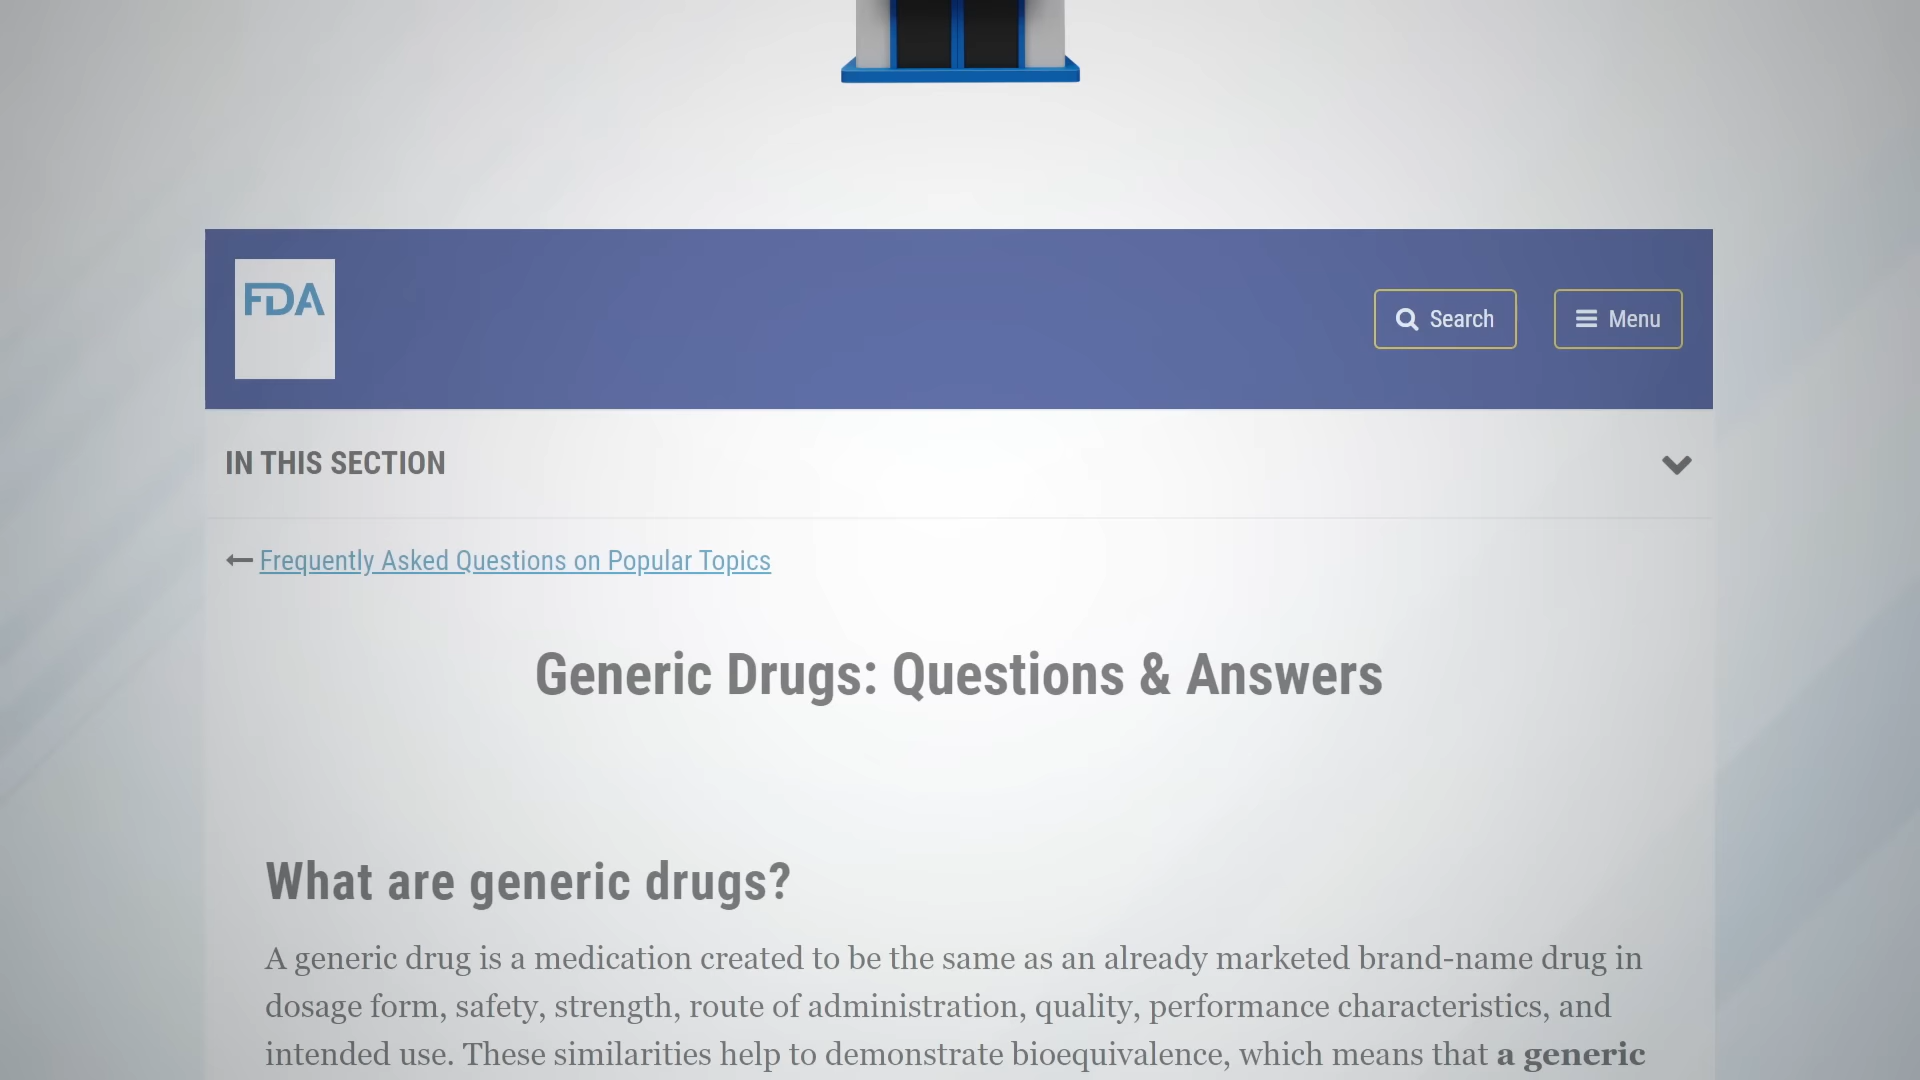 FDA
Search
Menu
IN THIS SECTION
Frequently Asked Questions on Popular Topics
Generic Drugs: Questions & Answers
What are generic drugs?
A generic drug is a medication created to be the same as an already marketed brand-name drug in
dosage form, safety, strength, route of administration, quality, performance characteristics, and
intended use. These similarities help to demonstrate bioequivalence, which means that a generic